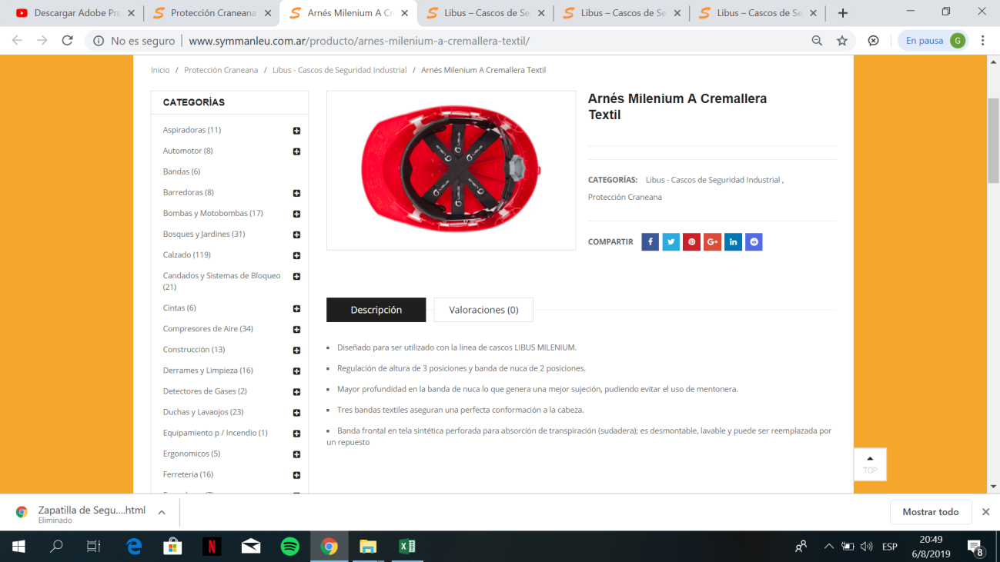 Descargar Adobe Pre
Protección Craneana
Arnés Milenium A Cr
Libus – Cascos de Se
Libus – Cascos de Se
Libus – Cascos de Se
No es seguro
www.symmanleu.com.ar/producto/arnes-milenium-a-cremallera-textil/
En pausa
G
Inicio / Protección Craneana / Libus - Cascos de Seguridad Industrial / Arnés Milenium A Cremallera Textil
CATEGORÍAS
Aspiradoras (11)
Automotor (8)
Bandas (6)
Barredoras (8)
Bombas y Motobombas (17)
Bosques y Jardines (31)
Calzado (119)
Candados y Sistemas de Bloqueo
(21)
Cintas (6)
Compresores de Aire (34)
Construcción (13)
Derrames y Limpieza (16)
Detectores de Gases (2)
Duchas y Lavaojos (23)
Equipamiento p / Incendio (1)
Ergonomicos (5)
Ferreteria (16)
LIBUS
LIBUS
LIBUS
LIBUS
LIBUS
LIBUS
Arnés Milenium A Cremallera
Textil
CATEGORÍAS: Libus - Cascos de Seguridad Industrial ,
Protección Craneana
COMPARTIR
Descripción
Valoraciones (0)
Diseñado para ser utilizado con la línea de cascos LIBUS MILENIUM.
Regulación de altura de 3 posiciones y banda de nuca de 2 posiciones.
Mayor profundidad en la banda de nuca lo que genera una mejor sujeción, pudiendo evitar el uso de mentonera.
Tres bandas textiles aseguran una perfecta conformación a la cabeza.
Banda frontal en tela sintética perforada para absorción de transpiración (sudadera); es desmontable, lavable y puede ser reemplazada por
un repuesto
TOP
Zapatilla de Segu....html
Eliminado
Mostrar todo
ESP
20:49
6/8/2019
8